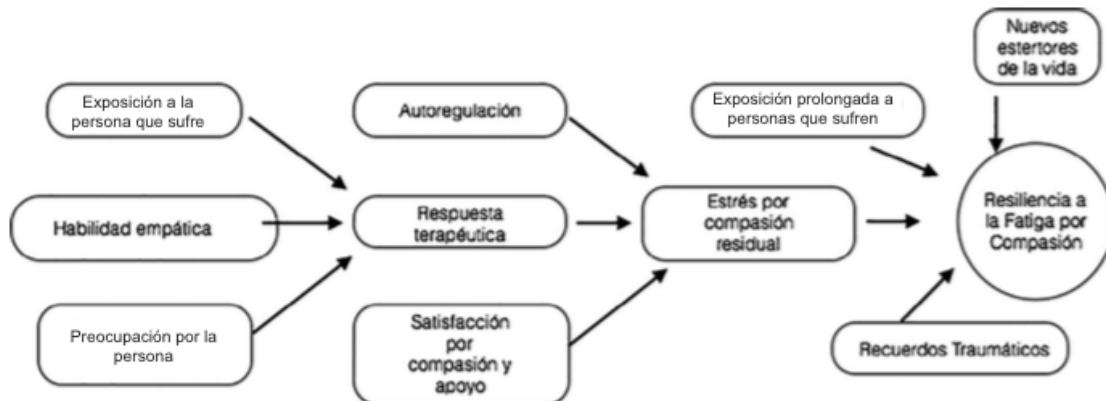 Nuevos
estertores
de la vida
Exposición a la
persona que sufre
Autoregulación
Exposición prolongada a
personas que sufren
Habilidad empática
Respuesta
terapéutica
Estrés por
compasión
residual
Resiliencia a
la Fatiga por
Compasión
Preocupación por la
persona
Satisfacción
por
compasión y
apoyo
Recuerdos Traumáticos